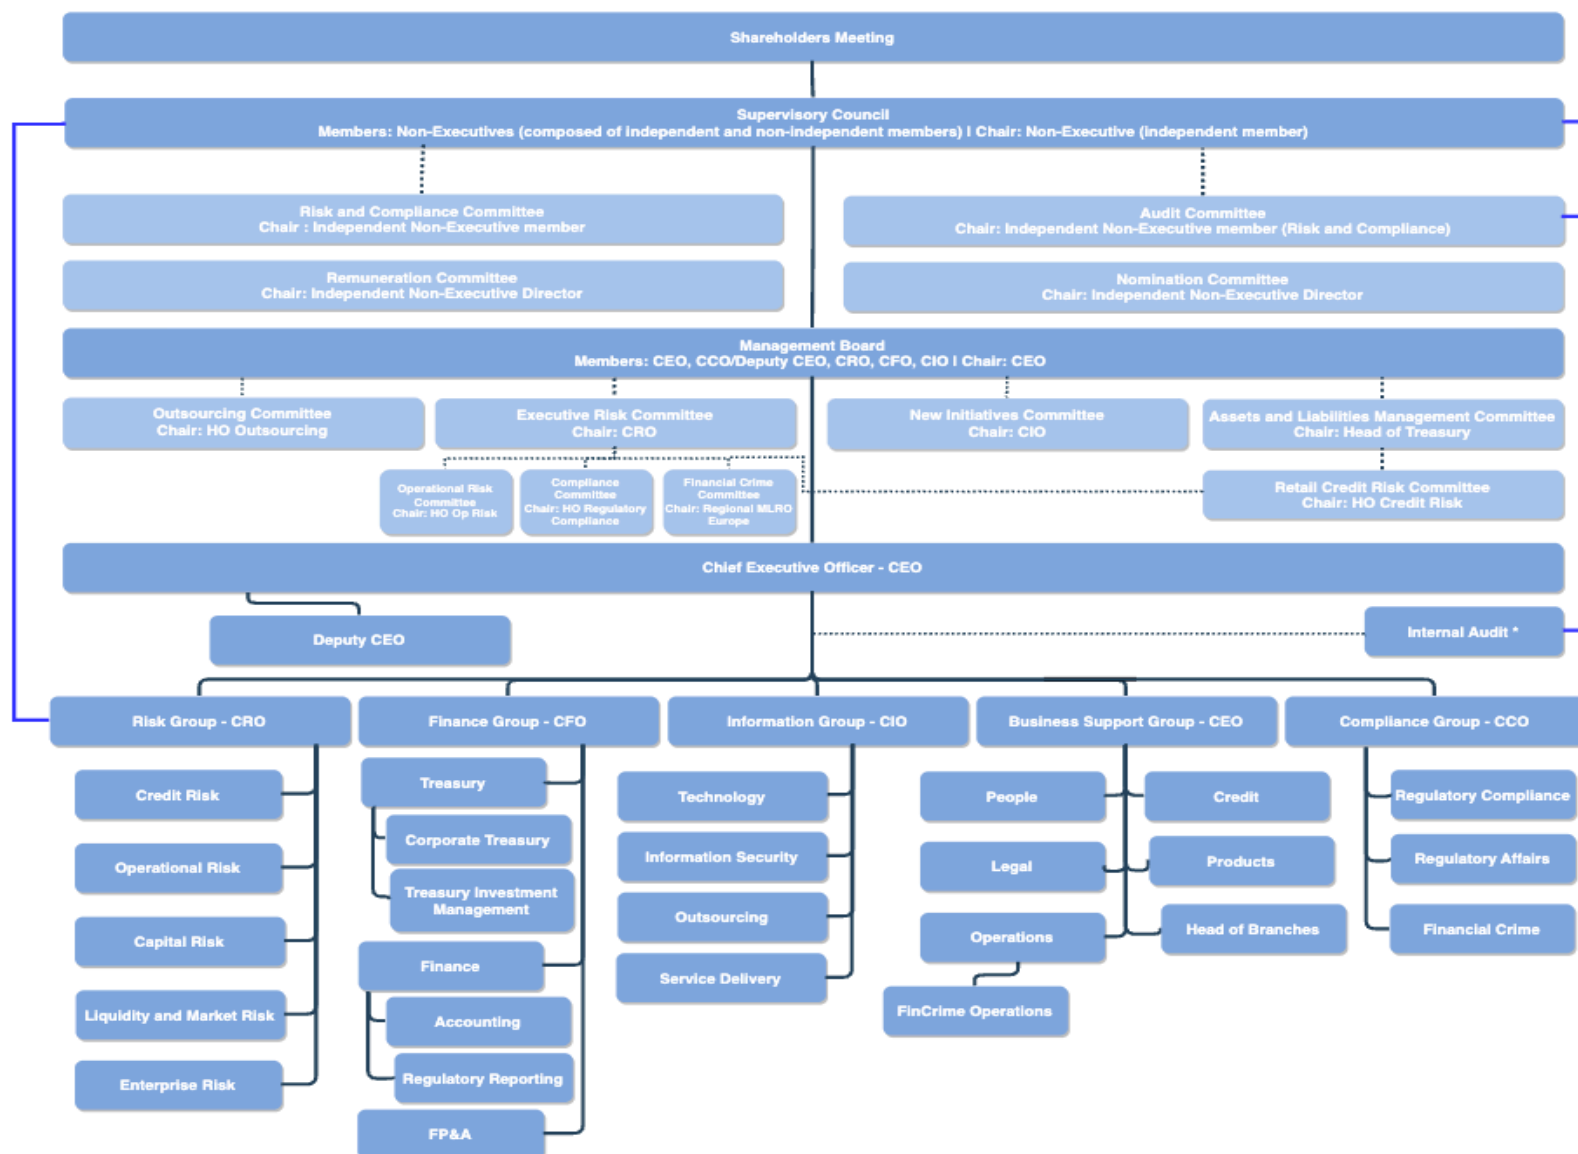 Shareholders Meeting
Supervisory Council
Members: Non-Executives (composed of independent and non-independent members) I Chair: Non-Executive (independent member)
Risk and Compliance Committee
Chair : Independent Non-Executive member
Audit Committee
Chair: Independent Non-Executive member (Risk and Compliance)
Remuneration Committee
Chair: Independent Non-Executive Director
Nomination Committee
Chair: Independent Non-Executive Director
Management Board
Members: CEO, CCO/Deputy CEO, CRO, CFO, CIO I Chair: CEO
Outsourcing Committee
Chair: HO Outsourcing
Executive Risk Committee
Chair: CRO
New Initiatives Committee
Chair: CIO
Assets and Liabilities Management Committee
Chair: Head of Treasury
Operational Risk
Committee
Chair: HO Op Risk
Compliance
Committee
Chair: HO Regulatory
Compliance
Financial Crime
Committee
Chair: Regional MLRO
Europe
Retail Credit Risk Committee
Chair: HO Credit Risk
Chief Executive Officer - CEO
Deputy CEO
Internal Audit *
Risk Group - CRO
Finance Group - CFO
Information Group - CIO
Business Support Group - CEO
Compliance Group - CCO
Credit Risk
Operational Risk
Capital Risk
Liquidity and Market Risk
Enterprise Risk
Treasury
Corporate Treasury
Treasury Investment
Management
Finance
Accounting
Regulatory Reporting
FP&A
Technology
Information Security
Outsourcing
Service Delivery
People
Legal
Operations
FinCrime Operations
Credit
Products
Head of Branches
Regulatory Compliance
Regulatory Affairs
Financial Crime